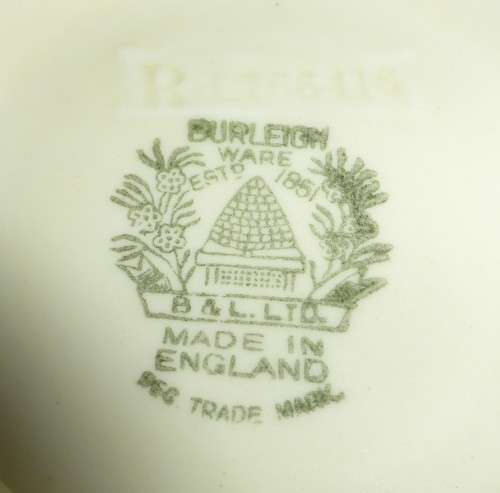 BURLEIGH
WARE
ESTD 1851
B & L. LTD.
MADE IN
ENGLAND
REG TRADE MARK.